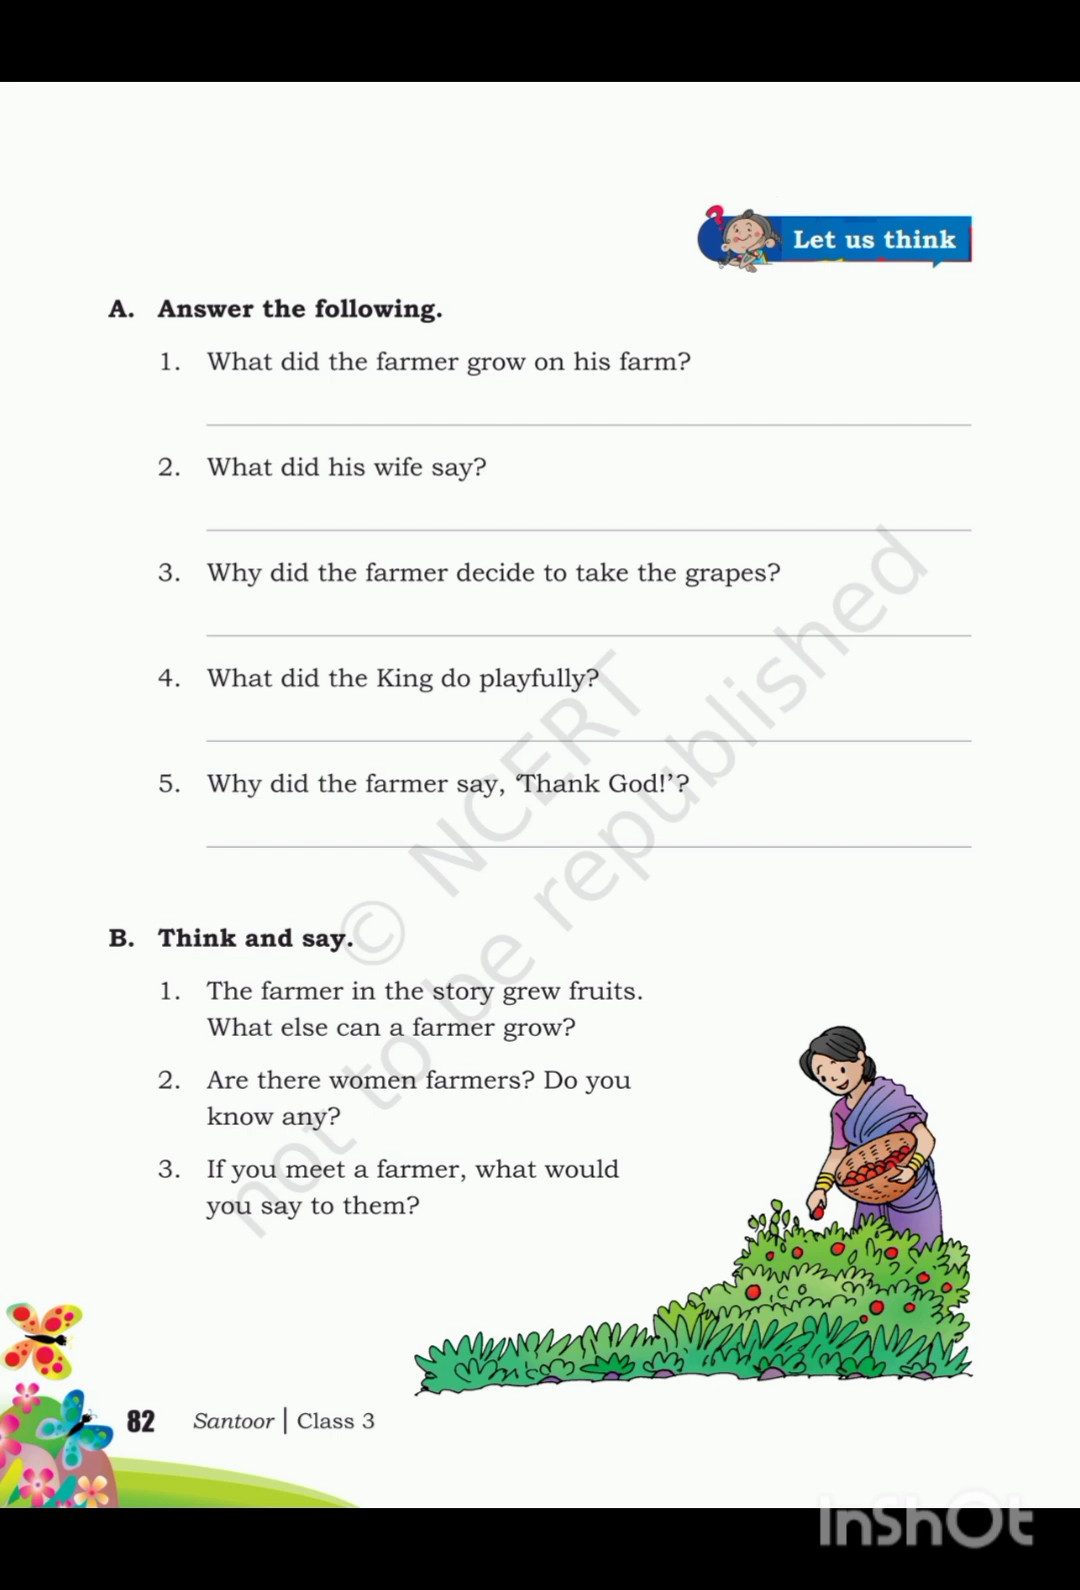 Let us think
A. Answer the following.
1. What did the farmer grow on his farm?
2. What did his wife say?
3. Why did the farmer decide to take the grapes?
4. What did the King do playfully?
5. Why did the farmer say, ‘Thank God!’?
© NCERT
not to be republished
B. Think and say.
1. The farmer in the story grew fruits.
What else can a farmer grow?
2. Are there women farmers? Do you
know any?
3. If you meet a farmer, what would
you say to them?
82 Santoor | Class 3
InShOt